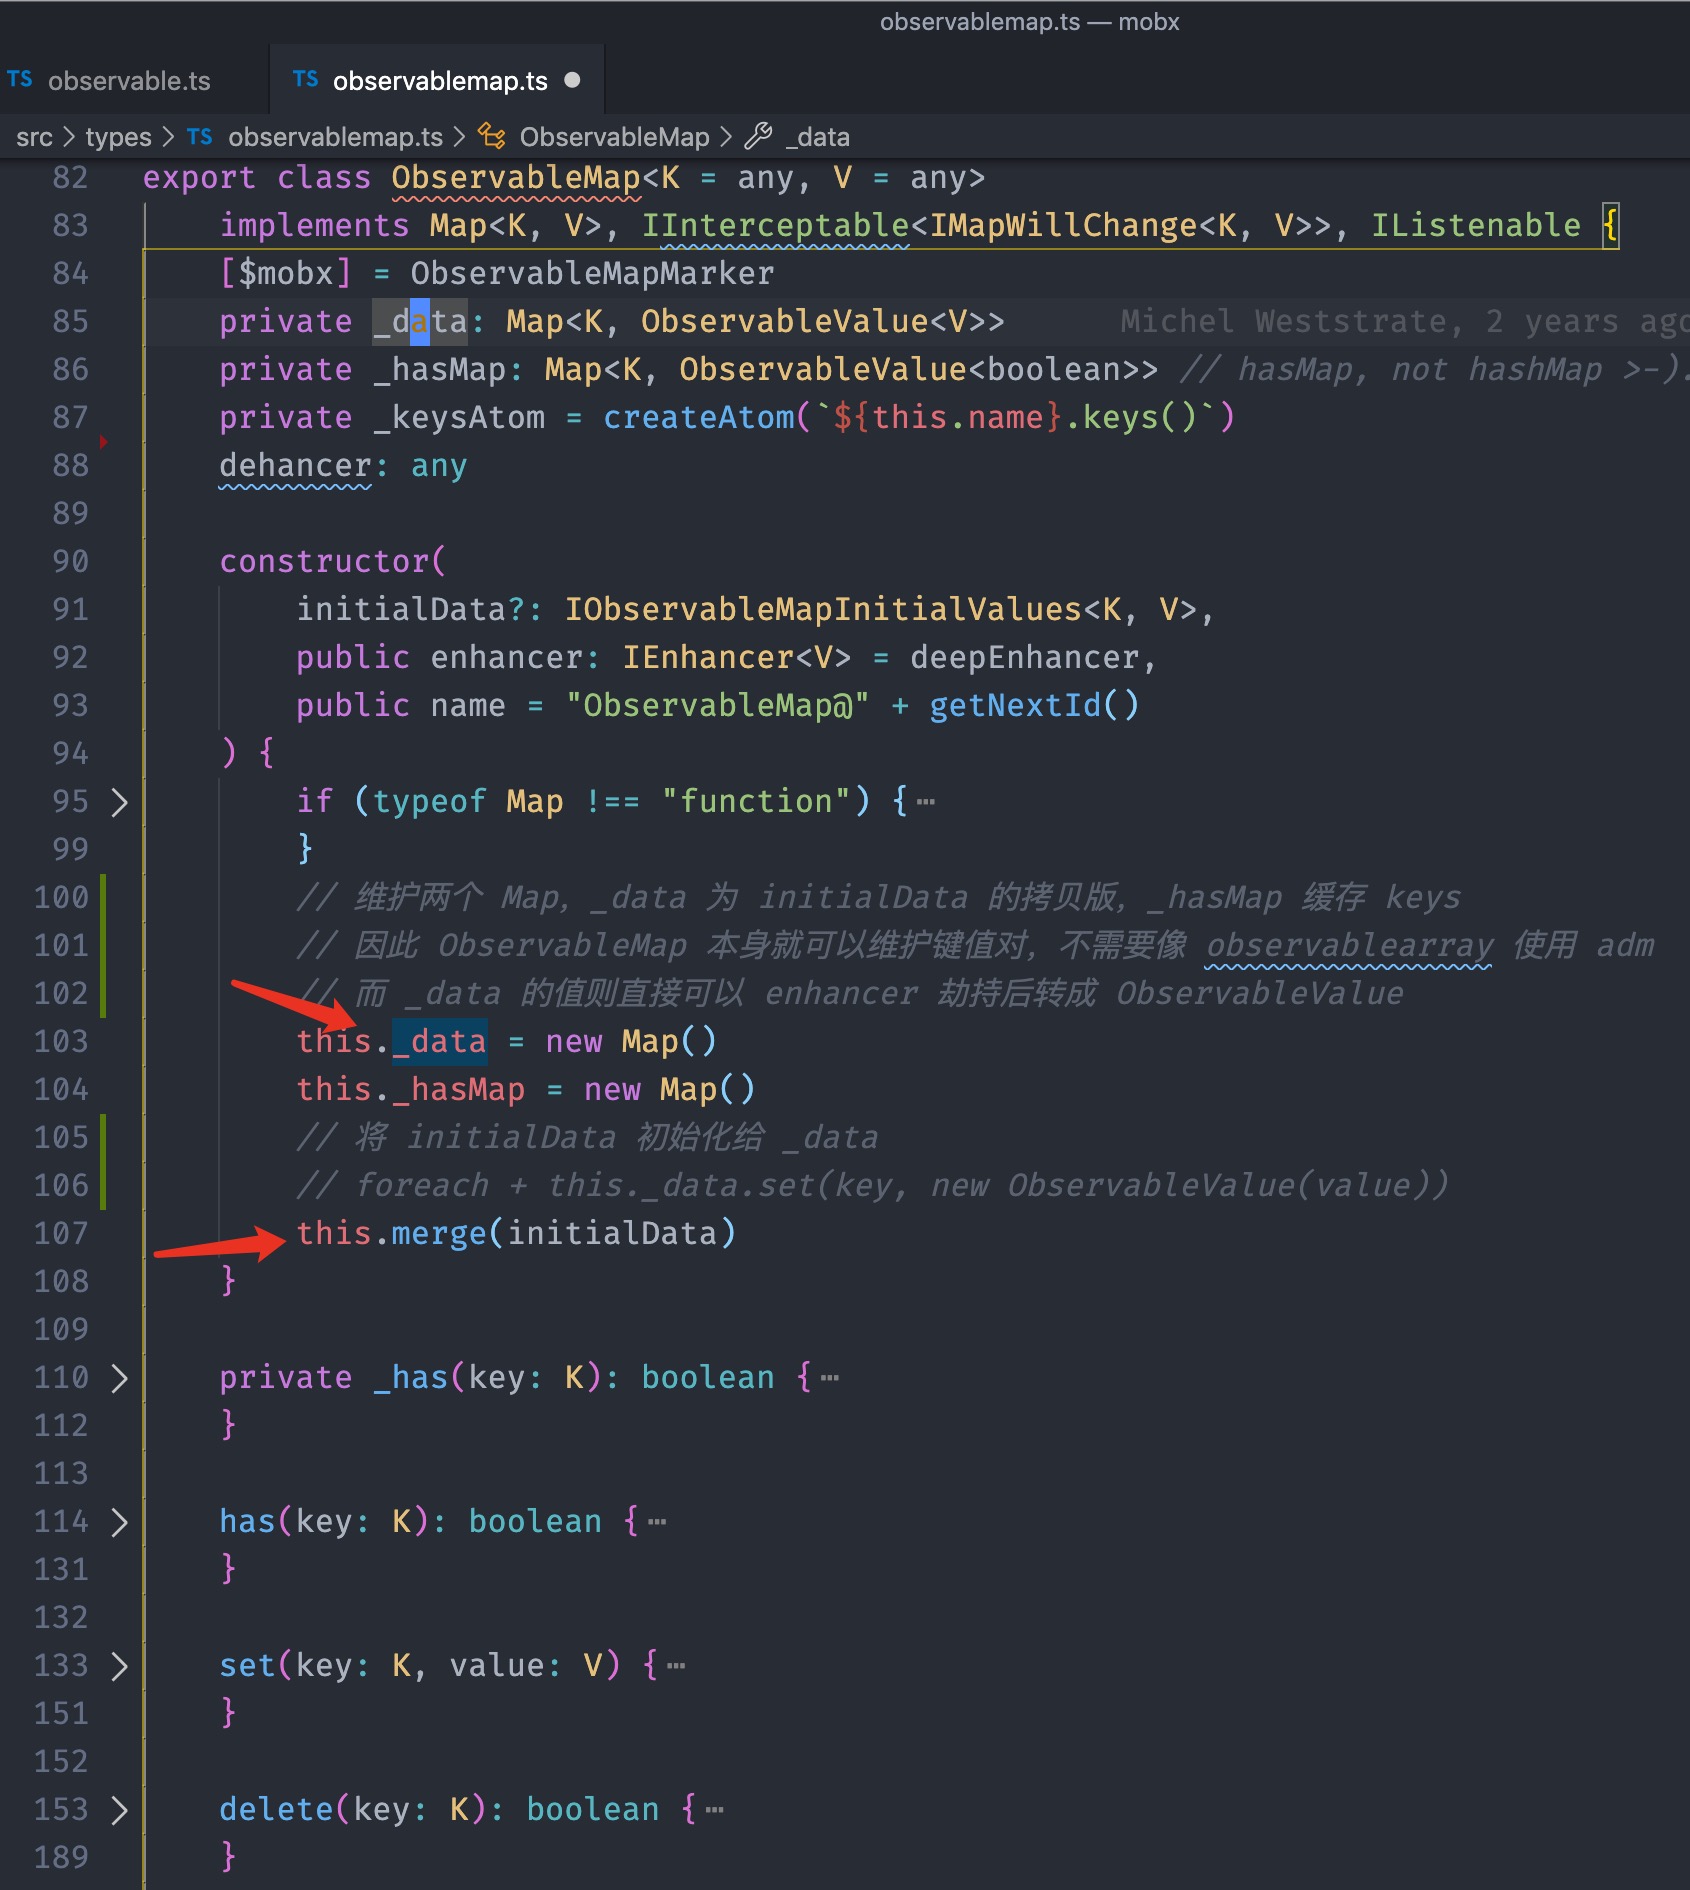 observablemap.ts — mobx
TS observable.ts TS observablemap.ts
src > types > TS observablemap.ts > ObservableMap > _data
82 export class ObservableMap<K = any, V = any>
83 implements Map<K, V>, IInterceptable<IMapWillChange<K, V>>, IListenable {
84 [$mobx] = ObservableMapMarker
85 private _data: Map<K, ObservableValue<V>> Michel Weststrate, 2 years ago
86 private _hasMap: Map<K, ObservableValue<boolean>> // hasMap, not hashMap >-).
87 private _keysAtom = createAtom(`${this.name}.keys()`)
88 dehancer: any
89
90 constructor(
91 initialData?: IObservableMapInitialValues<K, V>,
92 public enhancer: IEnhancer<V> = deepEnhancer,
93 public name = "ObservableMap@" + getNextId()
94 ) {
95 if (typeof Map !== "function") {⋯
99 }
100 // 维护两个 Map，_data 为 initialData 的拷贝版，_hasMap 缓存 keys
101 // 因此 ObservableMap 本身就可以维护键值对，不需要像 observablearray 使用 adm
102 // 而 _data 的值则直接可以 enhancer 劫持后转成 ObservableValue
103 this._data = new Map()
104 this._hasMap = new Map()
105 // 将 initialData 初始化给 _data
106 // foreach + this._data.set(key, new ObservableValue(value))
107 this.merge(initialData)
108 }
109
110 private _has(key: K): boolean {⋯
112 }
113
114 has(key: K): boolean {⋯
131 }
132
133 set(key: K, value: V) {⋯
151 }
152
153 delete(key: K): boolean {⋯
189 }